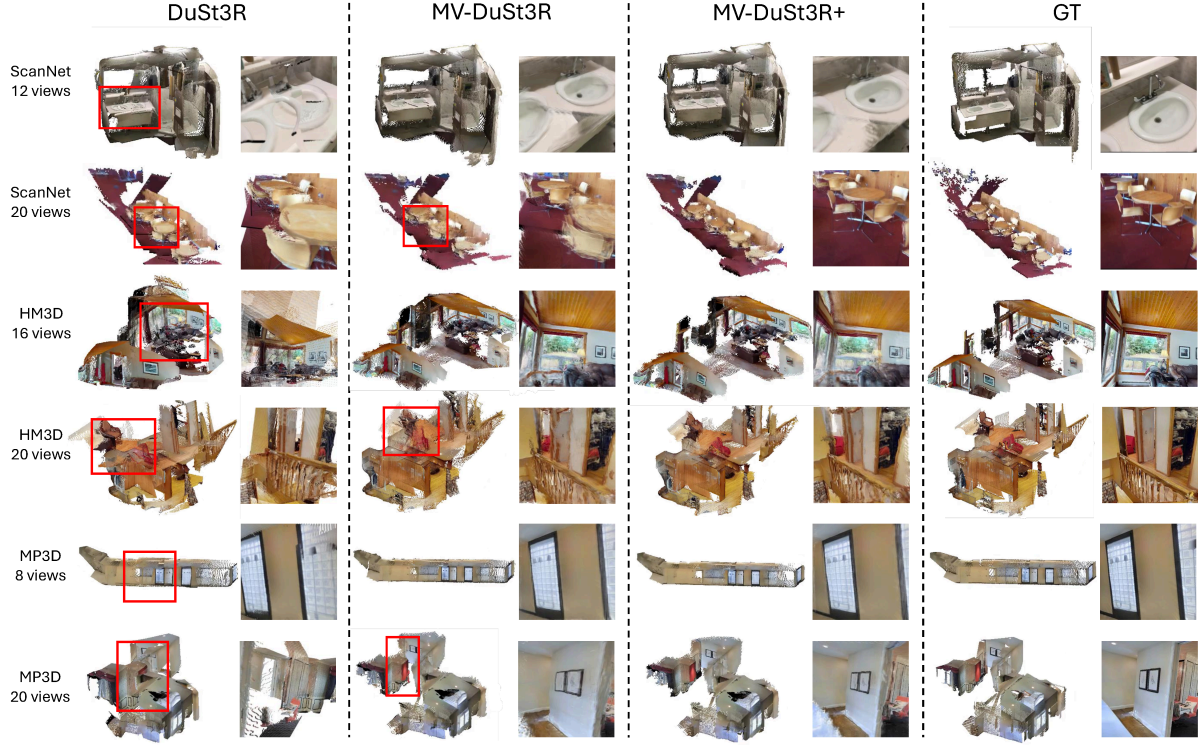 DuSt3R
MV-DuSt3R
MV-DuSt3R+
GT
ScanNet
12 views
ScanNet
20 views
HM3D
16 views
HM3D
20 views
MP3D
8 views
MP3D
20 views